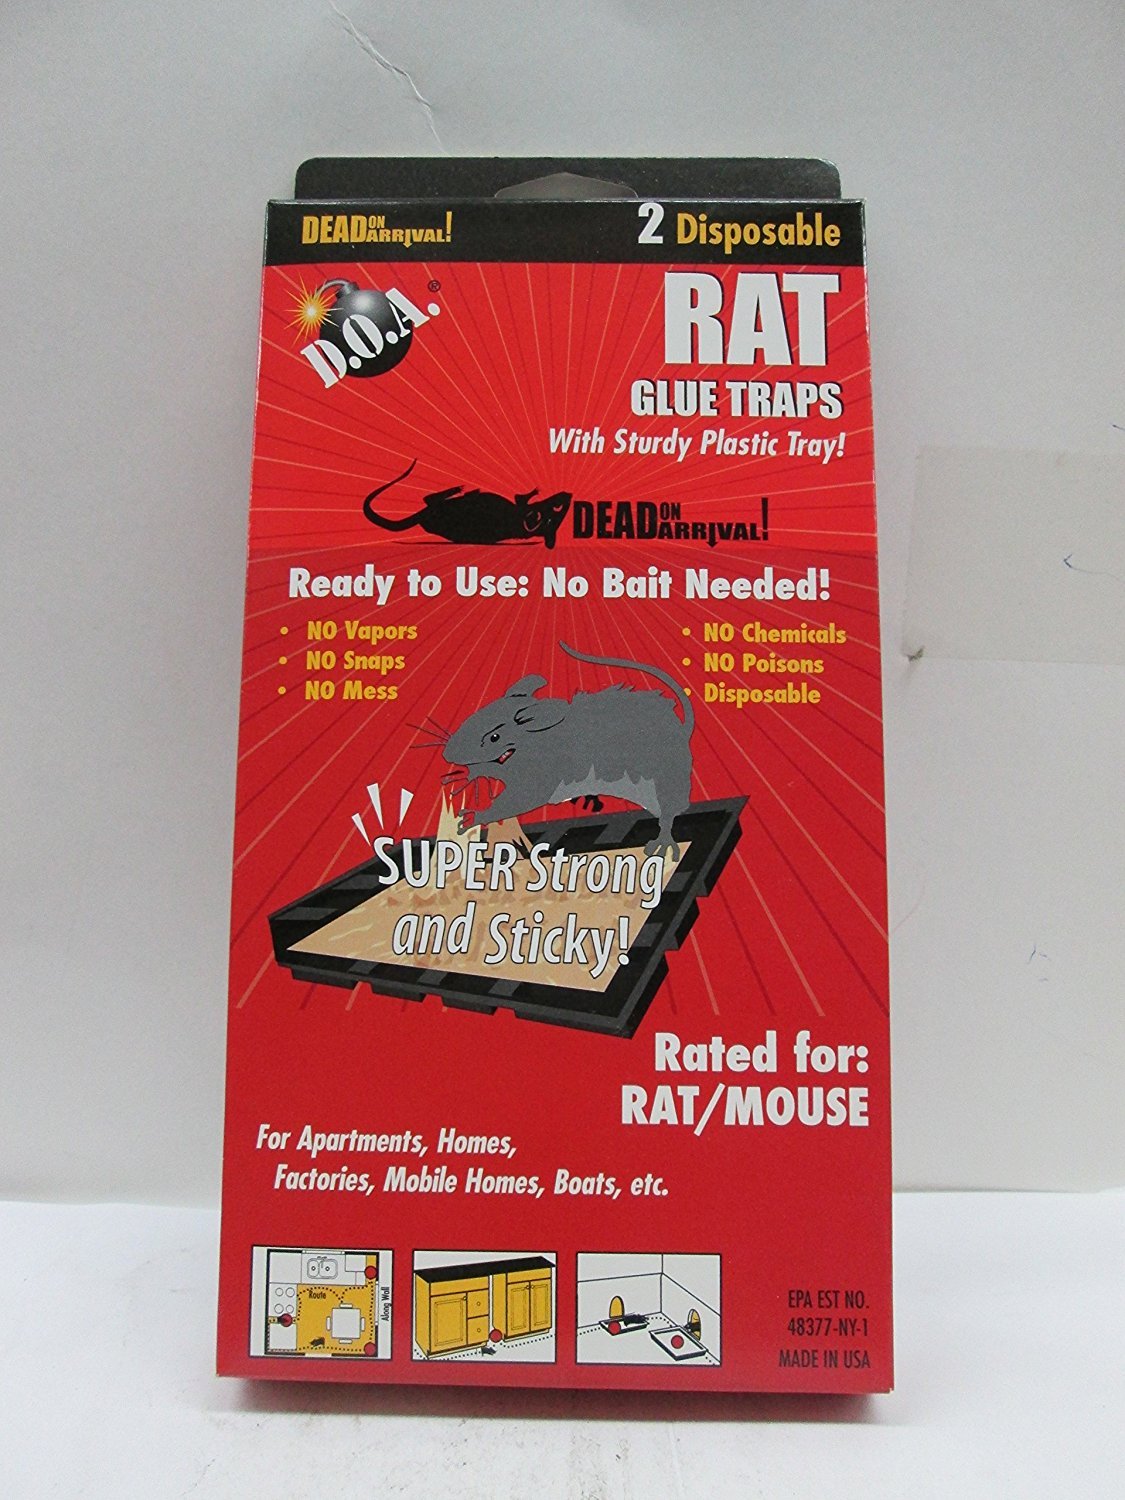 DEAD ON ARRIVAL!
2 Disposable
D.O.A.®
RAT
GLUE TRAPS
With Sturdy Plastic Tray!
DEAD ON ARRIVAL!
Ready to Use: No Bait Needed!
• NO Vapors
• NO Snaps
• NO Mess
• NO Chemicals
• NO Poisons
• Disposable
SUPER Strong
and Sticky!
Rated for:
RAT/MOUSE
For Apartments, Homes,
Factories, Mobile Homes, Boats, etc.
Route
Along Wall
EPA EST NO.
48377-NY-1
MADE IN USA